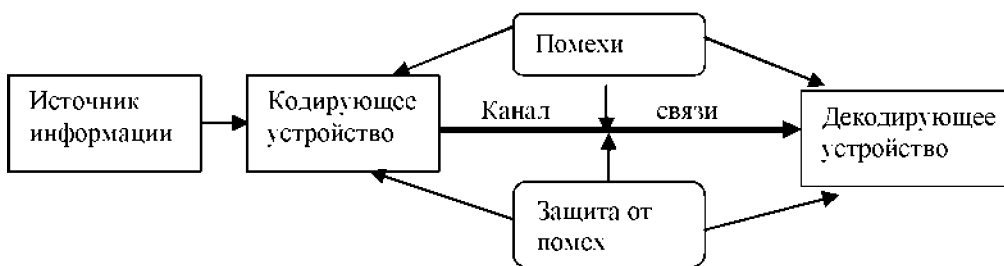 Помехи
Источник
информации
Кодирующее
устройство
Канал связи
Декодирующее
устройство
Защита от
помех